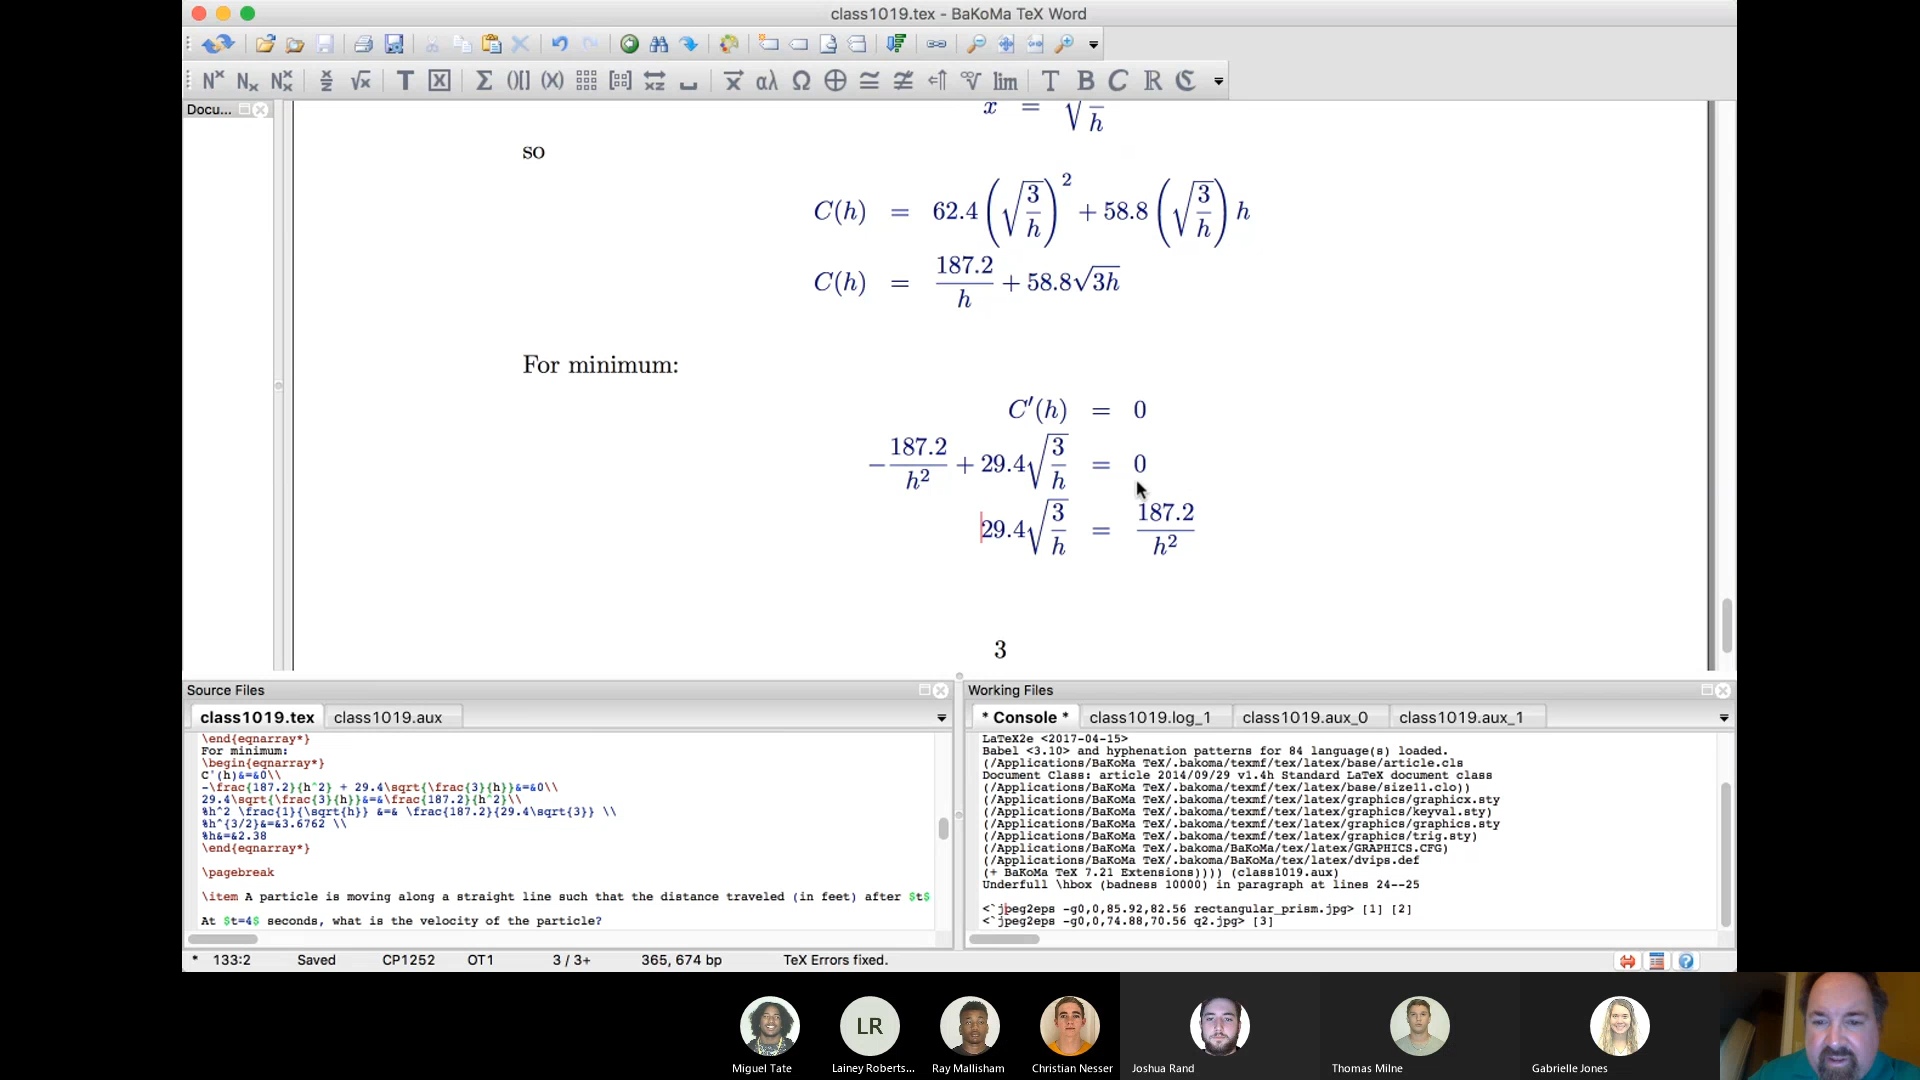 class1019.tex - BaKoMa TeX Word
Docu...
x = √ h
so
C(h) = 62.4 (√(3/h))² + 58.8 (√(3/h)) h
C(h) = 187.2/h + 58.8√3h
For minimum:
C′(h) = 0
−187.2/h² + 29.4√(3/h) = 0
29.4√(3/h) = 187.2/h²
3
Source Files
class1019.tex class1019.aux
\end{eqnarray*}
For minimum:
\begin{eqnarray*}
C'(h)&=&0\\
-\frac{187.2}{h^2} + 29.4\sqrt{\frac{3}{h}}&=&0\\
29.4\sqrt{\frac{3}{h}}&=&\frac{187.2}{h^2}\\
%h^2 \frac{1}{\sqrt{h}} &=& \frac{187.2}{29.4\sqrt{3}} \\
%h^{3/2}&=&3.6762 \\
%h&=&2.38
\end{eqnarray*}
\pagebreak
\item A particle is moving along a straight line such that the distance traveled (in feet) after $t$
At $t=4$ seconds, what is the velocity of the particle?
Working Files
* Console * class1019.log_1 class1019.aux_0 class1019.aux_1
LaTeX2e <2017-04-15>
Babel <3.10> and hyphenation patterns for 84 language(s) loaded.
(/Applications/BaKoMa TeX/.bakoma/texmf/tex/latex/base/article.cls
Document Class: article 2014/09/29 v1.4h Standard LaTeX document class
(/Applications/BaKoMa TeX/.bakoma/texmf/tex/latex/base/size11.clo))
(/Applications/BaKoMa TeX/.bakoma/texmf/tex/latex/graphics/graphicx.sty
(/Applications/BaKoMa TeX/.bakoma/texmf/tex/latex/graphics/keyval.sty)
(/Applications/BaKoMa TeX/.bakoma/texmf/tex/latex/graphics/graphics.sty
(/Applications/BaKoMa TeX/.bakoma/texmf/tex/latex/graphics/trig.sty)
(/Applications/BaKoMa TeX/.bakoma/BaKoMa/tex/latex/GRAPHICS.CFG)
(/Applications/BaKoMa TeX/.bakoma/BaKoMa/tex/latex/dvips.def
(+ BaKoMa TeX 7.21 Extensions)))) (class1019.aux)
Underfull \hbox (badness 10000) in paragraph at lines 24--25
<`jpeg2eps -g0,0,85.92,82.56 rectangular_prism.jpg> [1] [2]
<`jpeg2eps -g0,0,74.88,70.56 q2.jpg> [3]
* 133:2 Saved CP1252 OT1 3 / 3+ 365, 674 bp TeX Errors fixed.
LR
Miguel Tate Lainey Roberts... Ray Mallisham Christian Nesser Joshua Rand Thomas Milne Gabrielle Jones